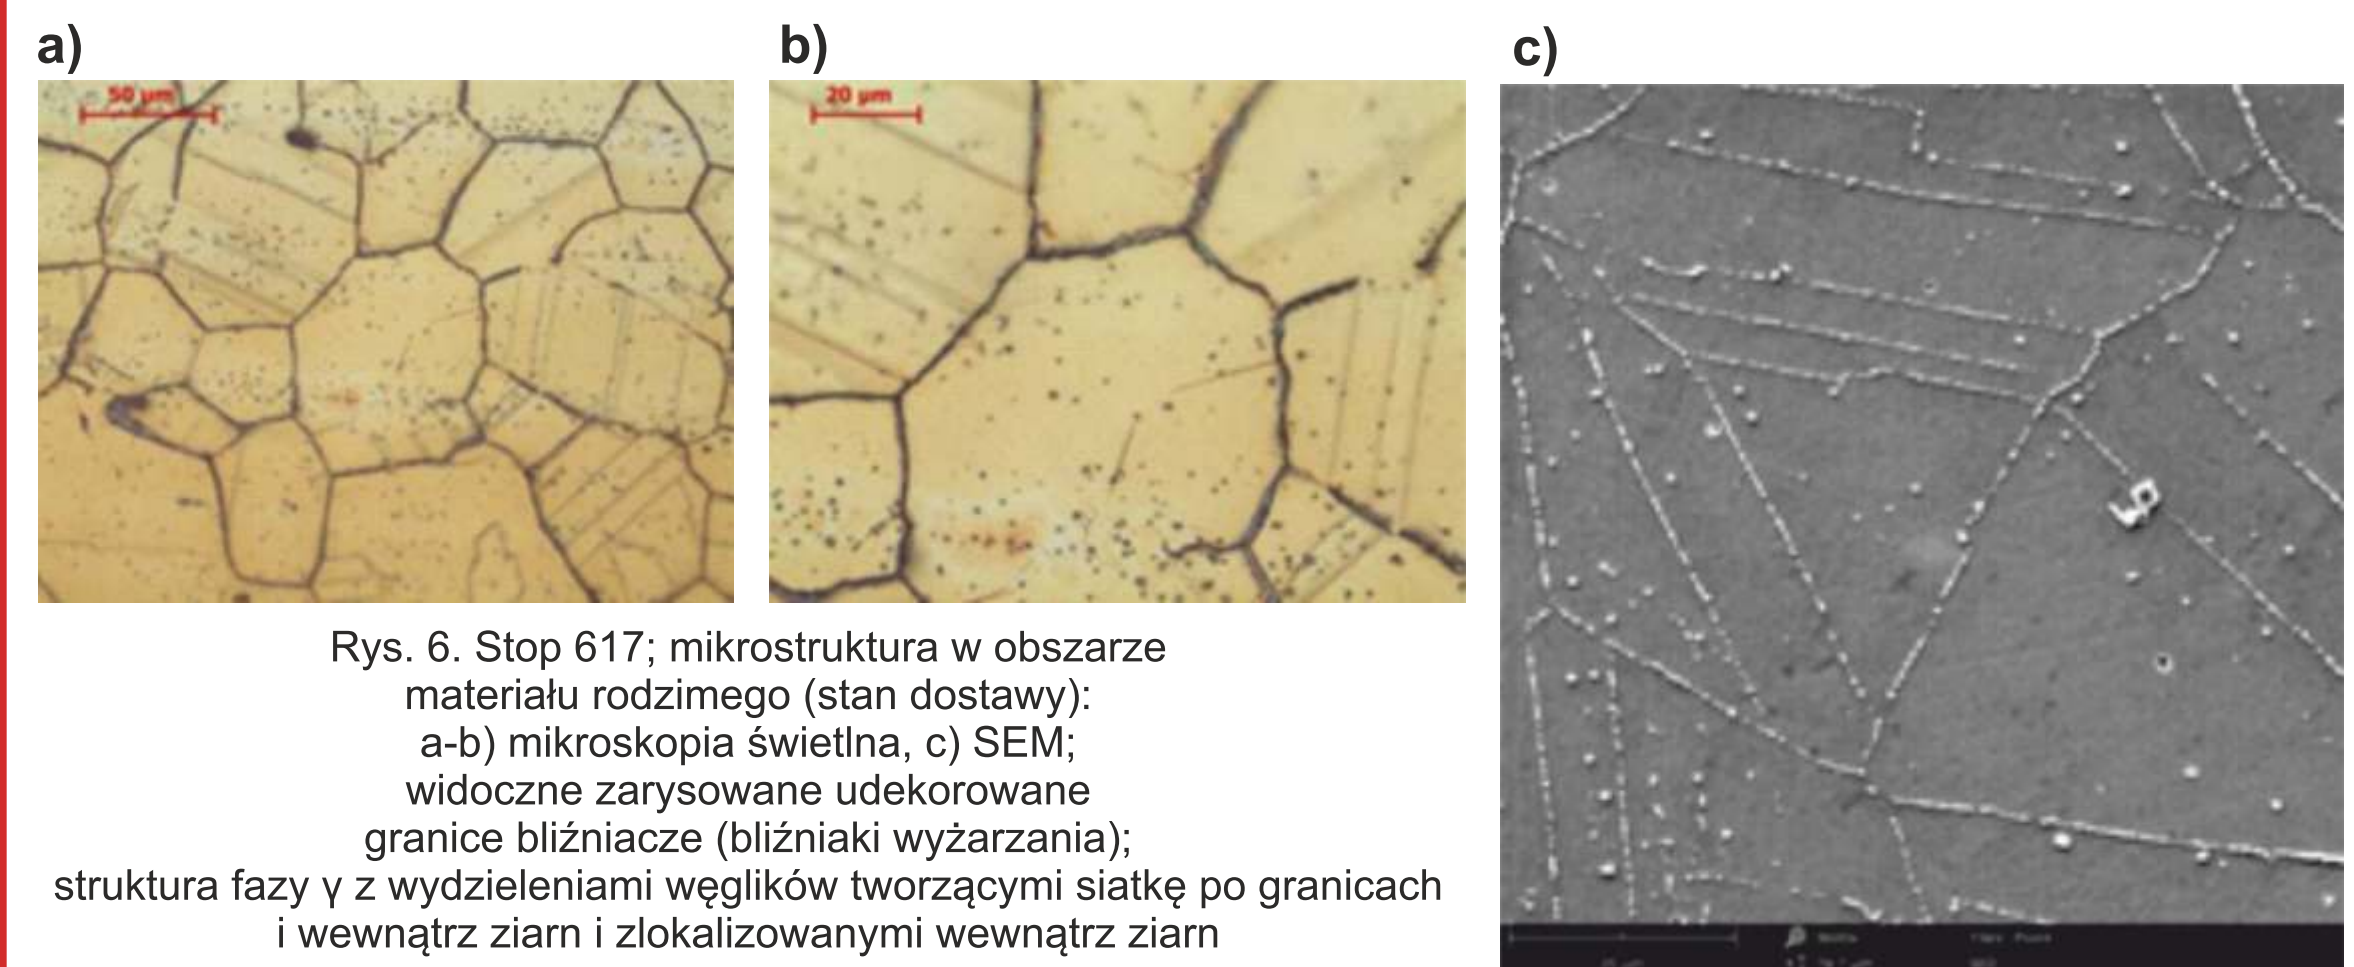 a)
b)
c)
50 µm
20 µm
Rys. 6. Stop 617; mikrostruktura w obszarze
materiału rodzimego (stan dostawy):
a-b) mikroskopia świetlna, c) SEM;
widoczne zarysowane udekorowane
granice bliźniacze (bliźniaki wyżarzania);
struktura fazy γ z wydzieleniami węglików tworzącymi siatkę po granicach
i wewnątrz ziarn i zlokalizowanymi wewnątrz ziarn